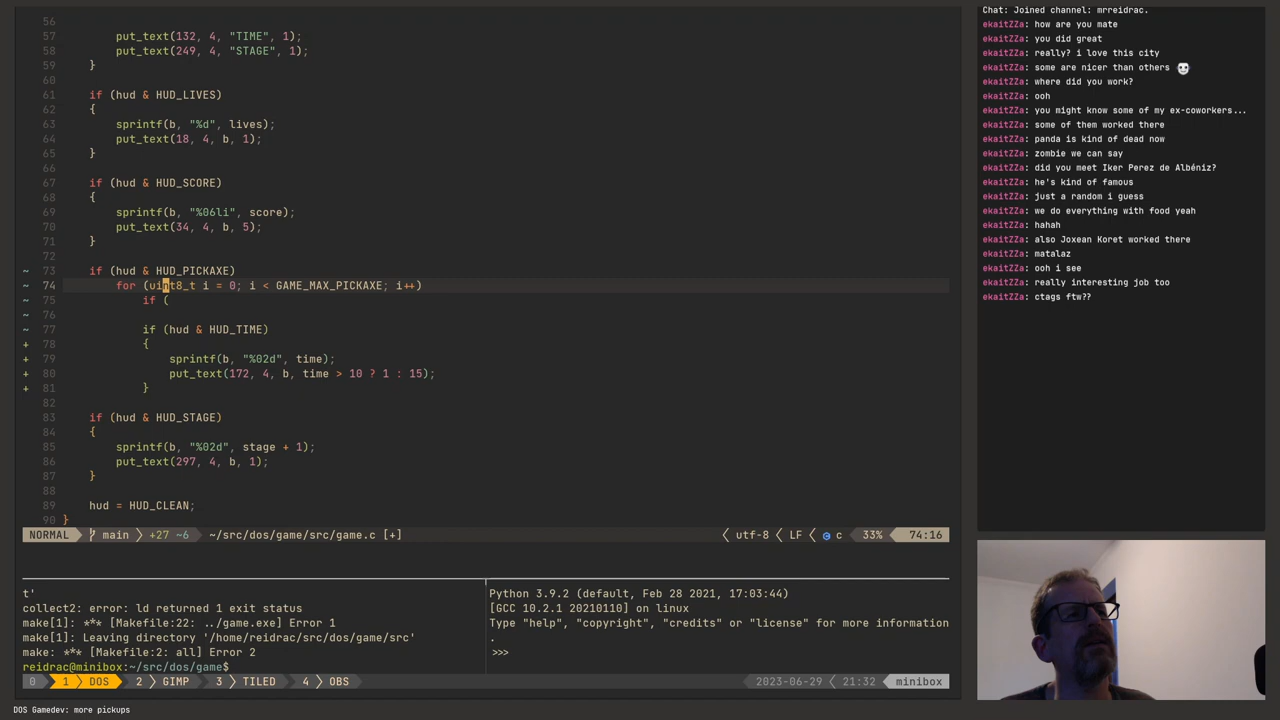 56
57 put_text(132, 4, "TIME", 1);
58 put_text(249, 4, "STAGE", 1);
59 }
60
61 if (hud & HUD_LIVES)
62 {
63 sprintf(b, "%d", lives);
64 put_text(18, 4, b, 1);
65 }
66
67 if (hud & HUD_SCORE)
68 {
69 sprintf(b, "%06li", score);
70 put_text(34, 4, b, 5);
71 }
72
~ 73 if (hud & HUD_PICKAXE)
~ 74 for (uint8_t i = 0; i < GAME_MAX_PICKAXE; i++)
~ 75 if (
~ 76
~ 77 if (hud & HUD_TIME)
+ 78 {
+ 79 sprintf(b, "%02d", time);
+ 80 put_text(172, 4, b, time > 10 ? 1 : 15);
+ 81 }
82
83 if (hud & HUD_STAGE)
84 {
85 sprintf(b, "%02d", stage + 1);
86 put_text(297, 4, b, 1);
87 }
88
89 hud = HUD_CLEAN;
90 }
NORMAL main +27 ~6 ~/src/dos/game/src/game.c [+] utf-8 LF c 33% 74:16
t'
collect2: error: ld returned 1 exit status
make[1]: *** [Makefile:22: ../game.exe] Error 1
make[1]: Leaving directory '/home/reidrac/src/dos/game/src'
make: *** [Makefile:2: all] Error 2
reidrac@minibox:~/src/dos/game$
Python 3.9.2 (default, Feb 28 2021, 17:03:44)
[GCC 10.2.1 20210110] on linux
Type "help", "copyright", "credits" or "license" for more information
.
>>>
0 1 DOS 2 GIMP 3 TILED 4 OBS 2023-06-29 21:32 minibox
DOS Gamedev: more pickups
Chat: Joined channel: mrreidrac.
ekaitZZa: how are you mate
ekaitZZa: you did great
ekaitZZa: really? i love this city
ekaitZZa: some are nicer than others
ekaitZZa: where did you work?
ekaitZZa: ooh
ekaitZZa: you might know some of my ex-coworkers...
ekaitZZa: some of them worked there
ekaitZZa: panda is kind of dead now
ekaitZZa: zombie we can say
ekaitZZa: did you meet Iker Perez de Albéniz?
ekaitZZa: he's kind of famous
ekaitZZa: just a random i guess
ekaitZZa: we do everything with food yeah
ekaitZZa: hahah
ekaitZZa: also Joxean Koret worked there
ekaitZZa: matalaz
ekaitZZa: ooh i see
ekaitZZa: really interesting job too
ekaitZZa: ctags ftw??